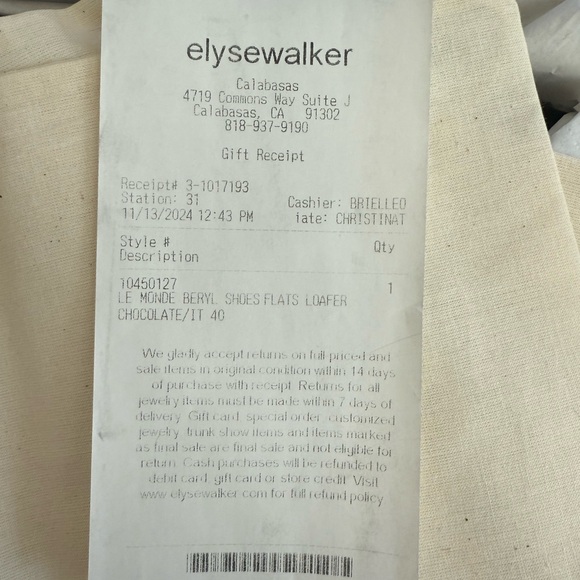 elysewalker
Calabasas
4719 Commons Way Suite J
Calabasas, CA 91302
818-937-9190
Gift Receipt
Receipt# 3-1017193
Station: 31 Cashier: BRIELLEO
11/13/2024 12:43 PM iate: CHRISTINAT
Style # Qty
Description
10450127 1
LE MONDE BERYL SHOES FLATS LOAFER
CHOCOLATE/IT 40
We gladly accept returns on full-priced and
sale items in original condition within 14 days
of purchase with receipt. Returns for all
jewelry items must be made within 7 days of
delivery. Gift card, special order, customized
jewelry, trunk show items and items marked
as final sale are final sale and not eligible for
return. Cash purchases will be refunded to
debit card, gift card or store credit. Visit
www.elysewalker.com for full refund policy.